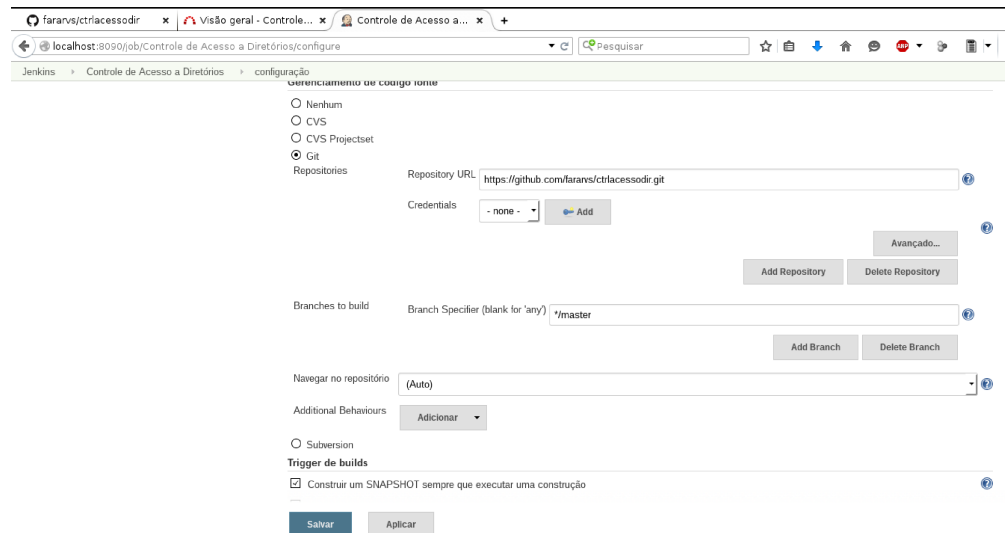 fararvs/ctrlacessodir x Visão geral - Controle... x Controle de Acesso a... x +
localhost:8090/job/Controle de Acesso a Diretórios/configure Pesquisar ABP
Jenkins Controle de Acesso a Diretórios configuração
Gerenciamento de código fonte
Nenhum
CVS
CVS Projectset
Git
Repositories Repository URL https://github.com/fararvs/ctrlacessodir.git
Credentials - none - Add
Avançado...
Add Repository Delete Repository
Branches to build Branch Specifier (blank for 'any') */master
Add Branch Delete Branch
Navegar no repositório (Auto)
Additional Behaviours Adicionar
Subversion
Trigger de builds
Construir um SNAPSHOT sempre que executar uma construção
Salvar Aplicar